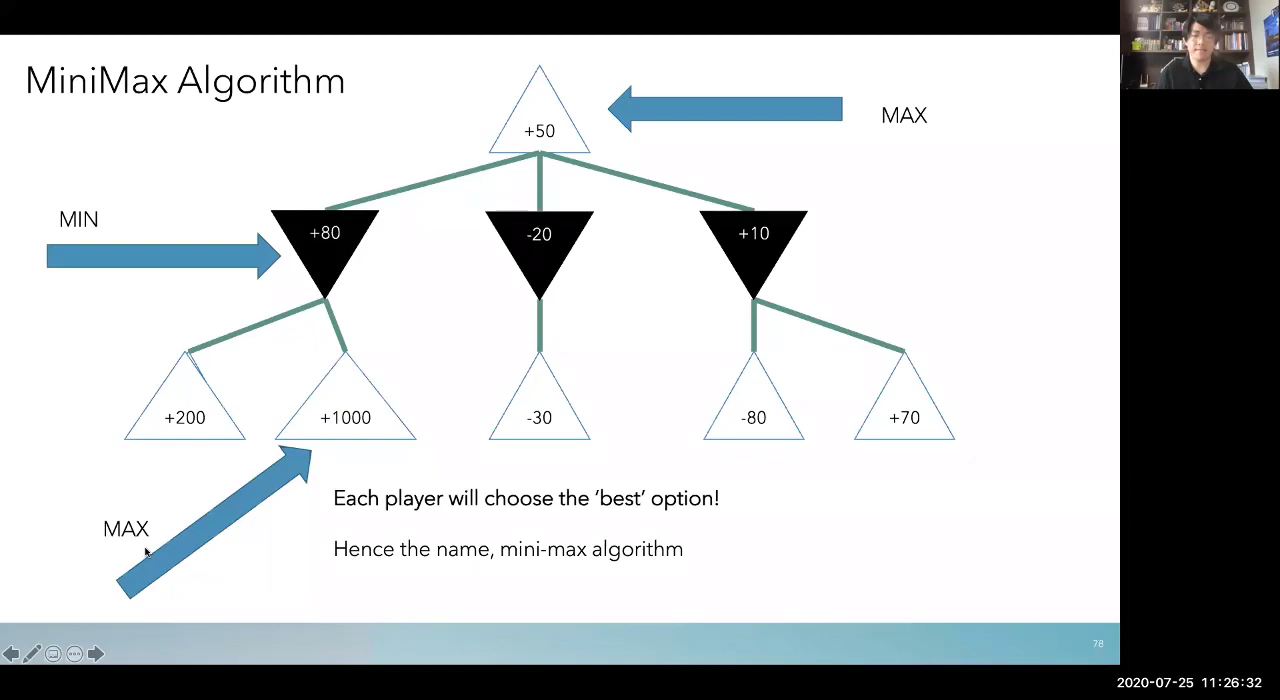 MiniMax Algorithm
+50
MAX
MIN
+80
-20
+10
+200
+1000
-30
-80
+70
MAX
Each player will choose the ‘best’ option!
Hence the name, mini-max algorithm
78
2020-07-25 11:26:32